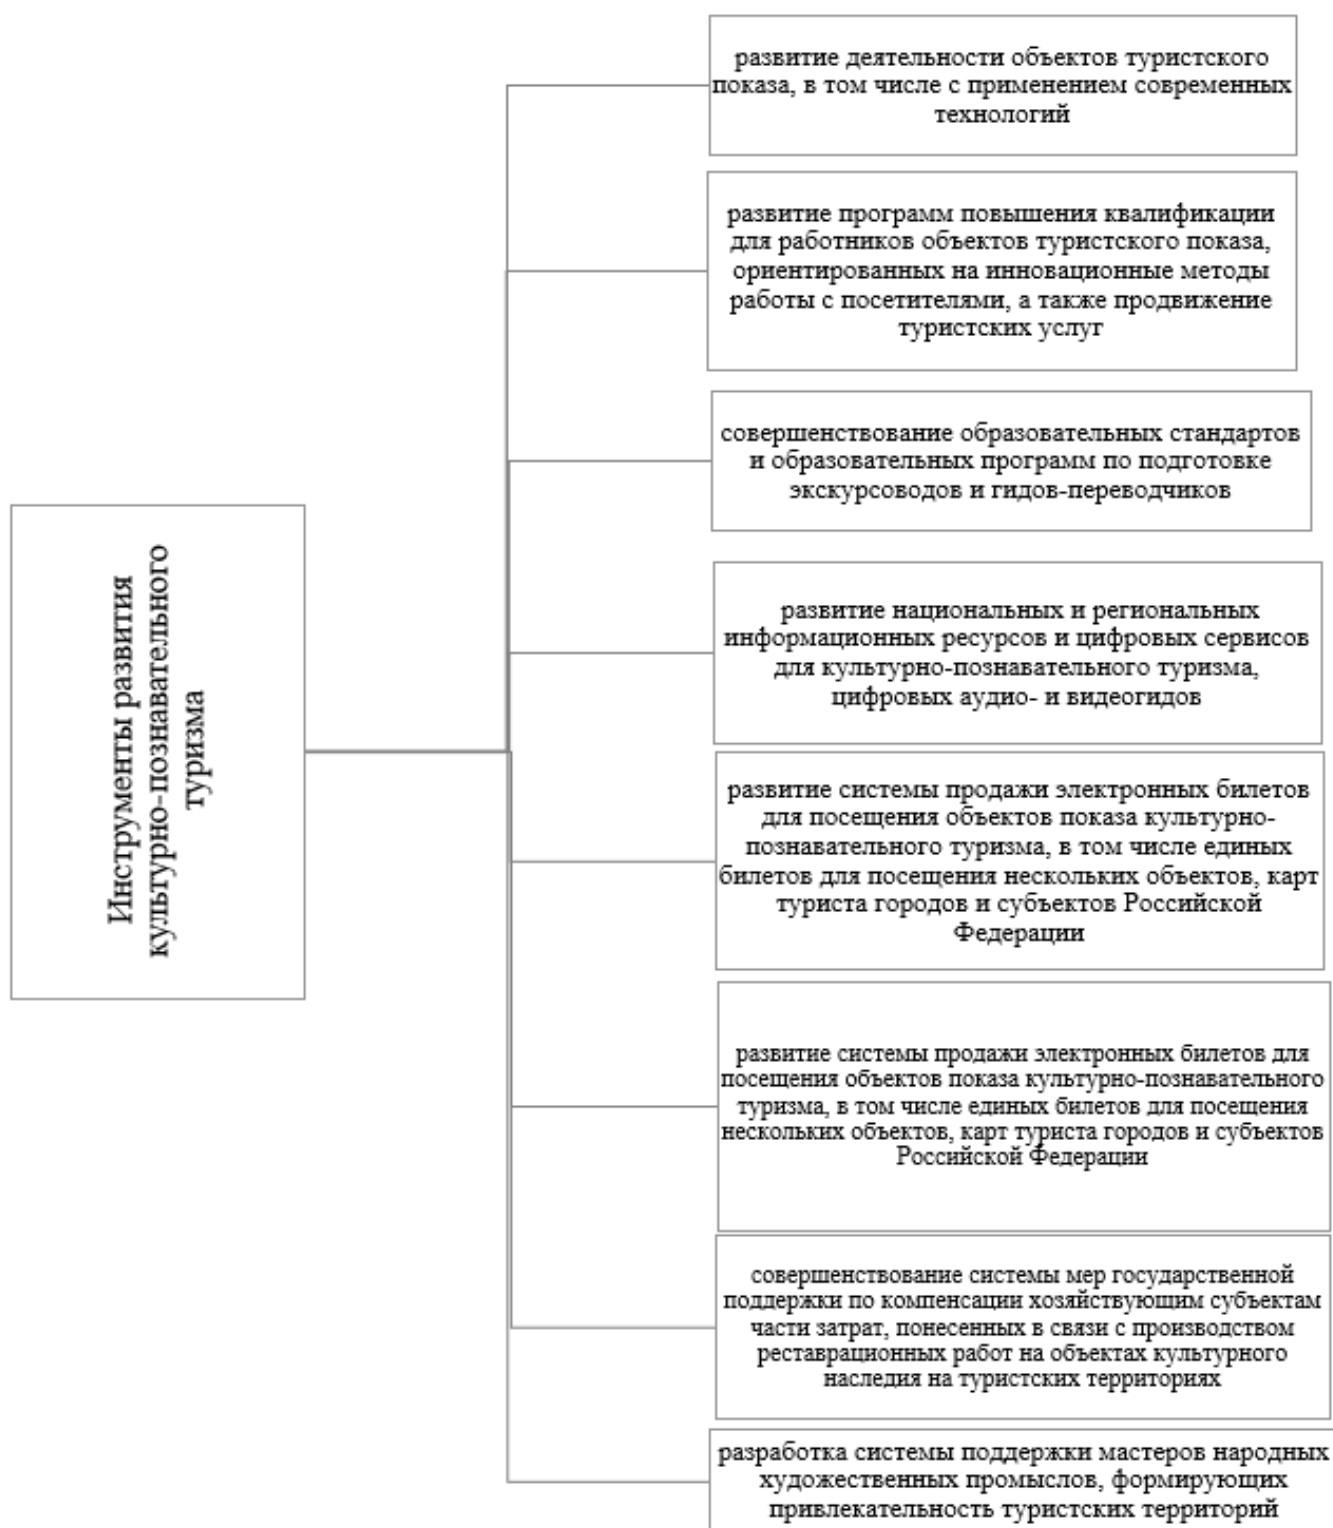 Инструменты развития
культурно-познавательного
туризма
развитие деятельности объектов туристского
показа, в том числе с применением современных
технологий
развитие программ повышения квалификации
для работников объектов туристского показа,
ориентированных на инновационные методы
работы с посетителями, а также продвижение
туристских услуг
совершенствование образовательных стандартов
и образовательных программ по подготовке
экскурсоводов и гидов-переводчиков
развитие национальных и региональных
информационных ресурсов и цифровых сервисов
для культурно-познавательного туризма,
цифровых аудио- и видеогидов
развитие системы продажи электронных билетов
для посещения объектов показа культурно-
познавательного туризма, в том числе единых
билетов для посещения нескольких объектов, карт
туриста городов и субъектов Российской
Федерации
развитие системы продажи электронных билетов для
посещения объектов показа культурно-познавательного
туризма, в том числе единых билетов для посещения
нескольких объектов, карт туриста городов и субъектов
Российской Федерации
совершенствование системы мер государственной
поддержки по компенсации хозяйствующим субъектам
части затрат, понесенных в связи с производством
реставрационных работ на объектах культурного
наследия на туристских территориях
разработка системы поддержки мастеров народных
художественных промыслов, формирующих
привлекательность туристских территорий